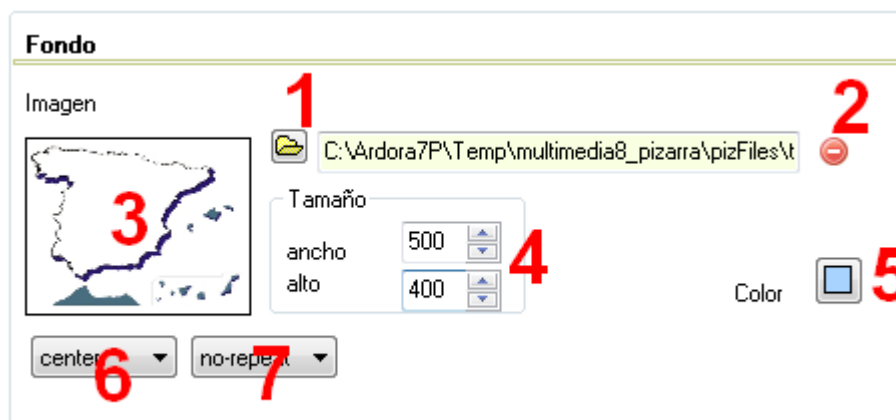 Fondo
Imagen
1
2
C:\Ardora7P\Temp\multimedia8_pizarra\pizFiles\t
3
Tamaño
ancho 500
alto 400
4
Color
5
center
6
no-repeat
7